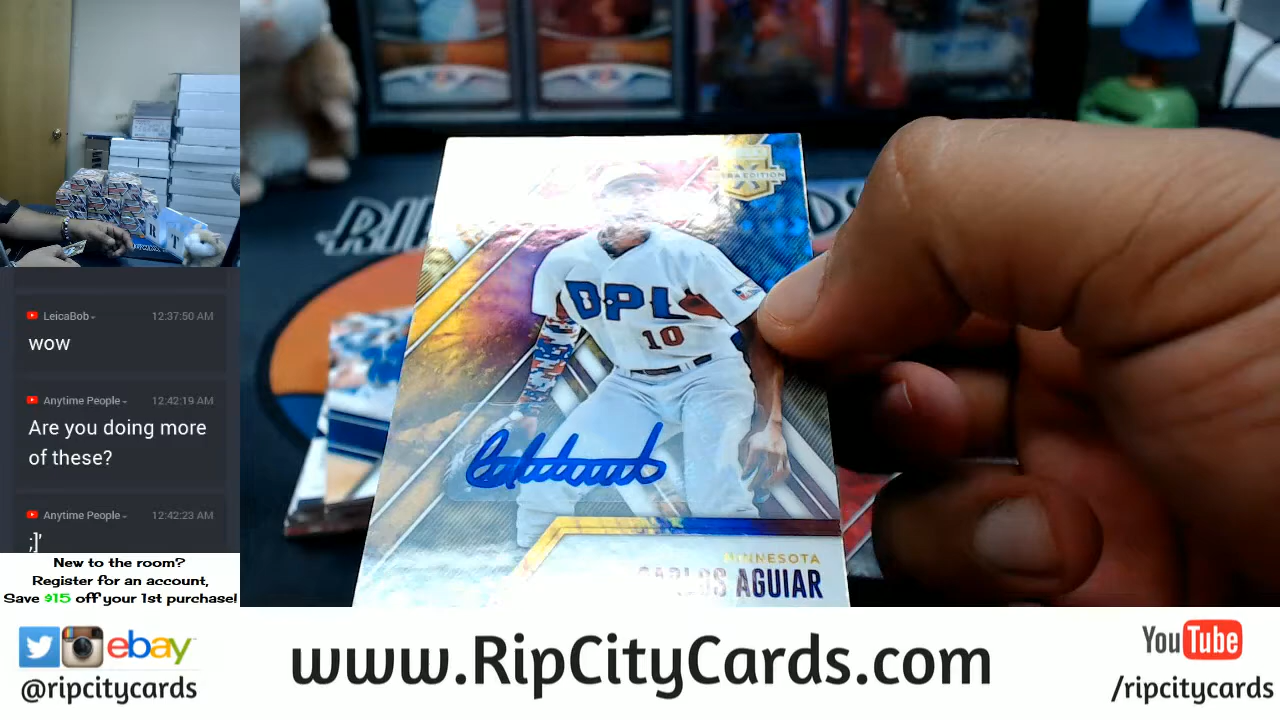 LeicaBob
12:37:50 AM
wow
Anytime People
12:42:19 AM
Are you doing more
of these?
Anytime People
12:42:23 AM
;]'
New to the room?
Register for an account,
Save $15 off your 1st purchase!
EDITION
DPL
10
MINNESOTA
CARLOS AGUIAR
ebay
@ripcitycards
www.RipCityCards.com
YouTube
/ripcitycards